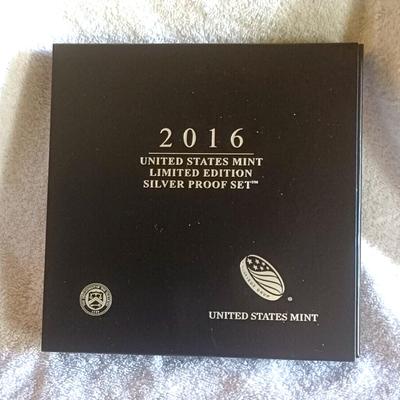 2016
UNITED STATES MINT
LIMITED EDITION
SILVER PROOF SET™
UNITED STATES MINT